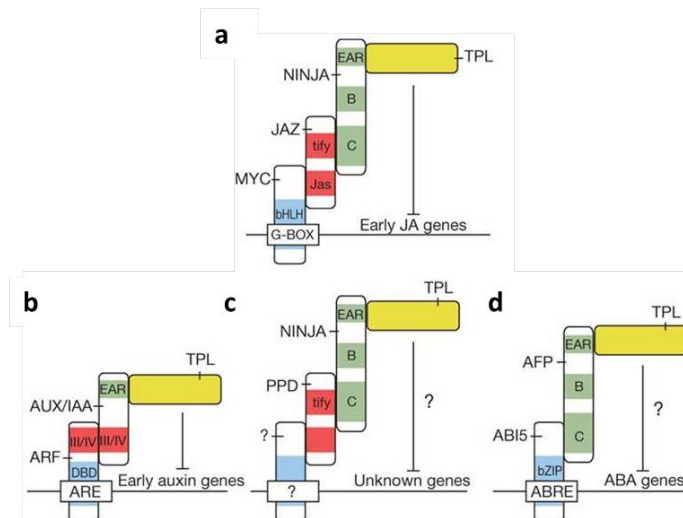 a
EAR
TPL
NINJA
B
JAZ
tify
C
MYC
Jas
bHLH
G-BOX
Early JA genes
b
TPL
EAR
AUX/IAA
III/IV
III/IV
ARF
DBD
ARE
Early auxin genes
c
TPL
EAR
NINJA
B
PPD
tify
C
?
?
?
Unknown genes
d
TPL
EAR
AFP
B
?
ABI5
C
bZIP
ABRE
ABA genes